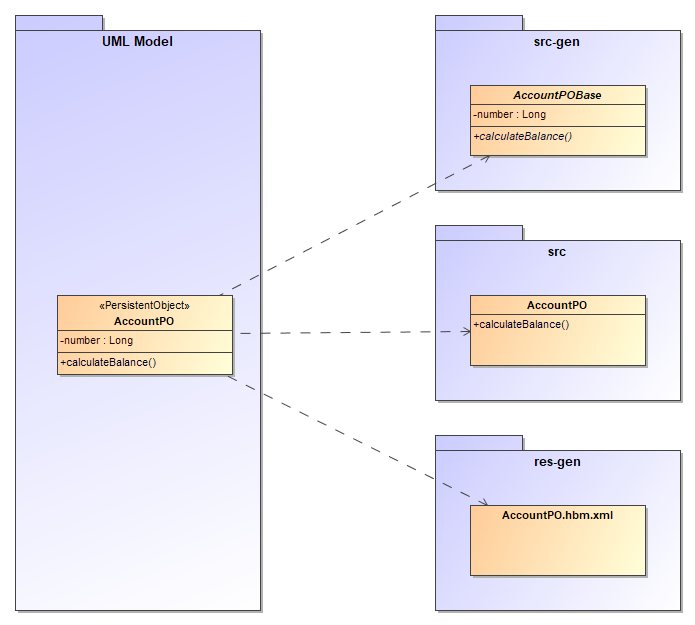 UML Model
«PersistentObject»
AccountPO
-number : Long
+calculateBalance()
src-gen
AccountPOBase
-number : Long
+calculateBalance()
src
AccountPO
+calculateBalance()
res-gen
AccountPO.hbm.xml